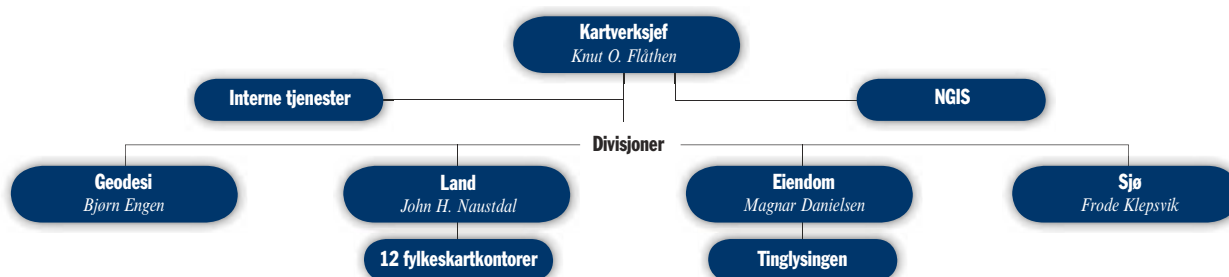 Kartverksjef
Knut O. Flåthen
Interne tjenester
NGIS
Divisjoner
Geodesi
Bjørn Engen
Land
John H. Naustdal
Eiendom
Magnar Danielsen
Sjø
Frode Klepsvik
12 fylkeskartkontorer
Tinglysingen